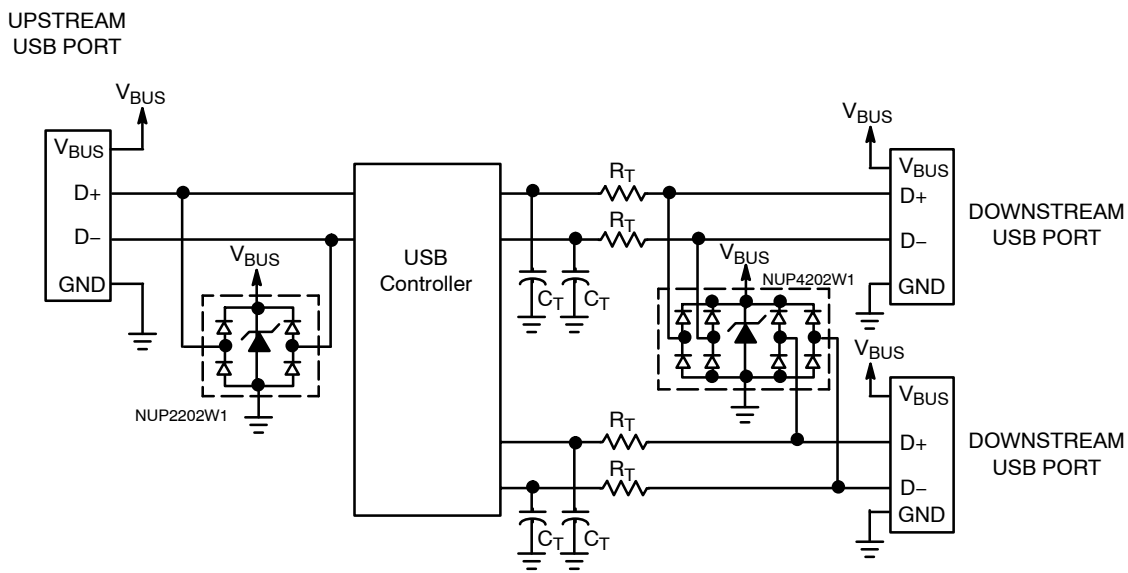 UPSTREAM
USB PORT
VBUS
VBUS
D+
D−
GND
VBUS
NUP2202W1
USB
Controller
RT
RT
CT
CT
VBUS
NUP4202W1
VBUS
VBUS
D+
D−
GND
DOWNSTREAM
USB PORT
RT
RT
CT
CT
VBUS
VBUS
D+
D−
GND
DOWNSTREAM
USB PORT